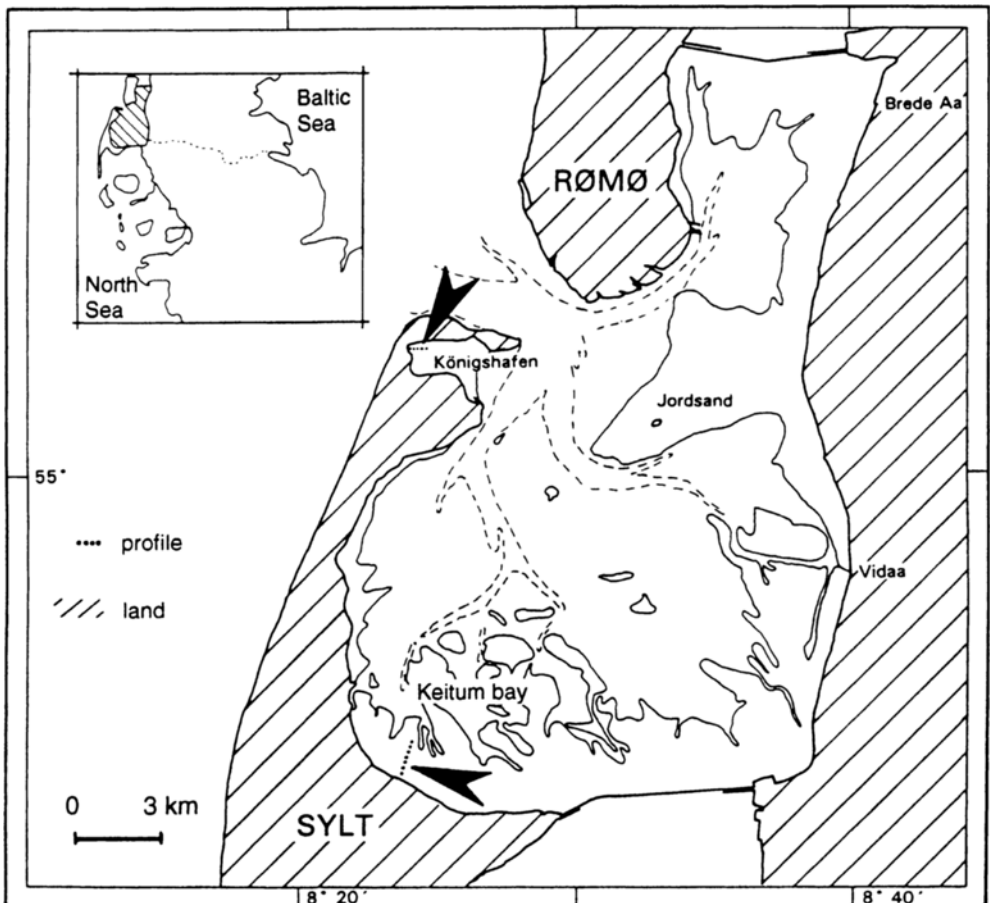 Baltic
Sea
North
Sea
Brede Aa
RØMØ
Königshafen
Jordsand
55°
profile
land
Vidaa
Keitum bay
0 3 km
SYLT
8° 20′
8° 40′